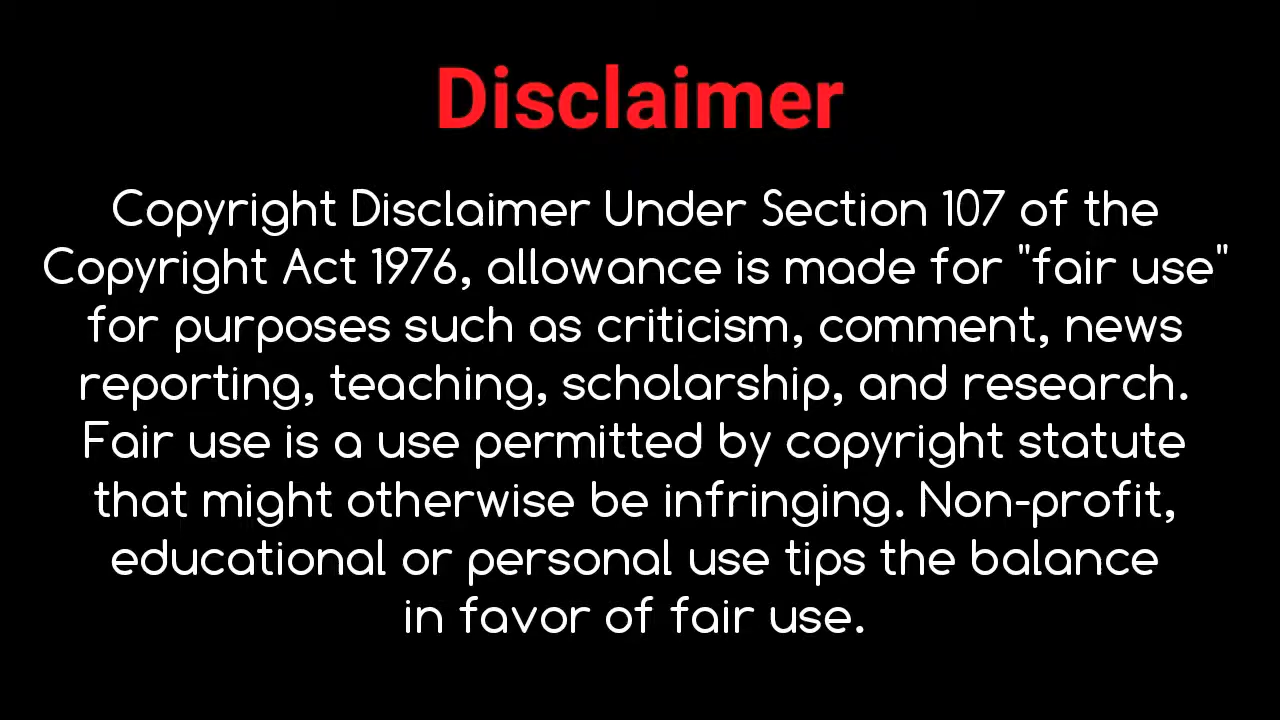 Disclaimer
Copyright Disclaimer Under Section 107 of the
Copyright Act 1976, allowance is made for "fair use"
for purposes such as criticism, comment, news
reporting, teaching, scholarship, and research.
Fair use is a use permitted by copyright statute
that might otherwise be infringing. Non-profit,
educational or personal use tips the balance
in favor of fair use.